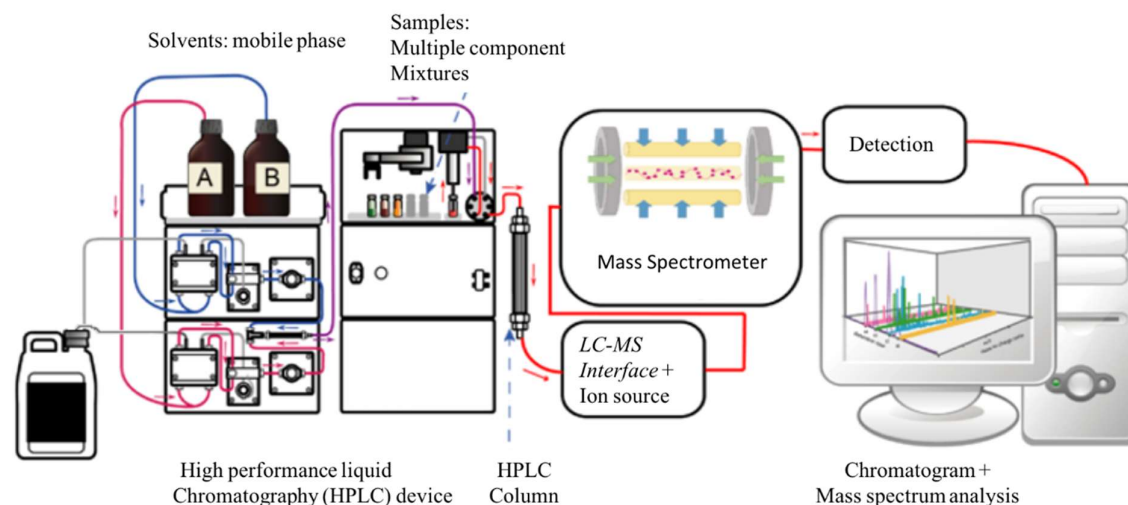 Solvents: mobile phase
Samples:
Multiple component
Mixtures
A
B
Mass Spectrometer
Detection
LC-MS
Interface +
Ion source
High performance liquid
Chromatography (HPLC) device
HPLC
Column
Chromatogram +
Mass spectrum analysis